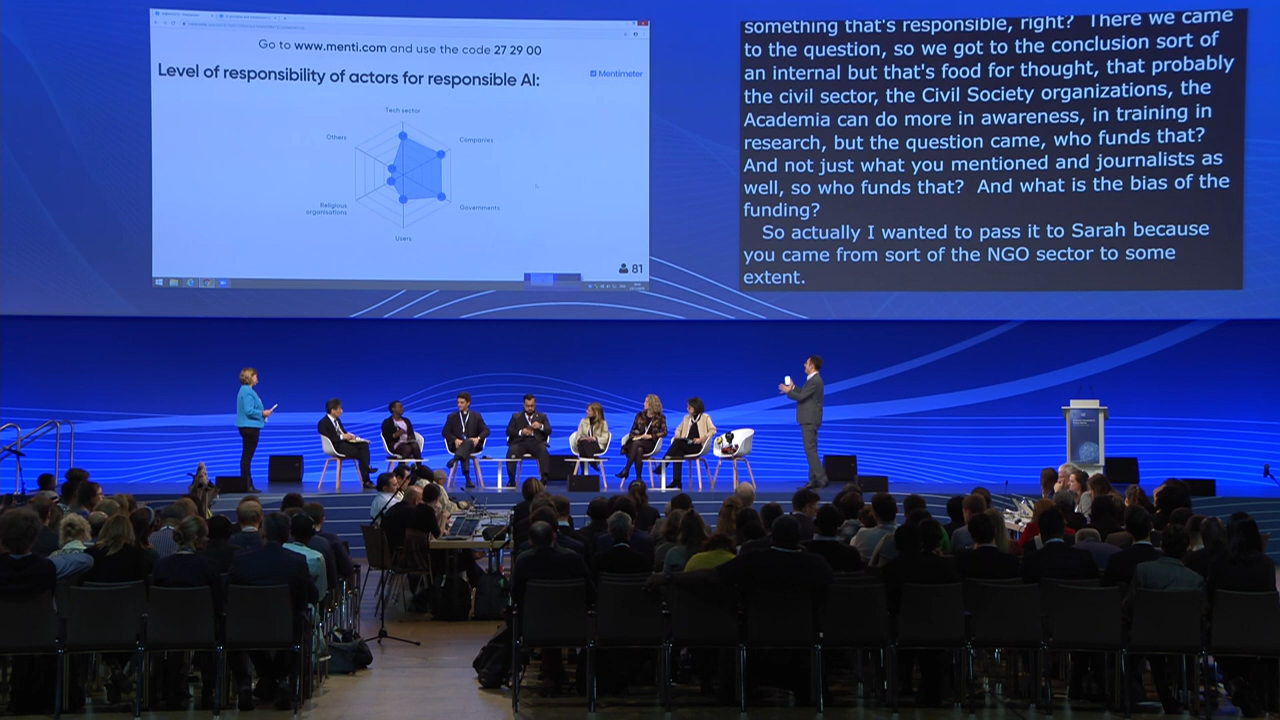 Go to www.menti.com and use the code 27 29 00
Level of responsibility of actors for responsible AI:
Mentimeter
Tech sector
Others
Companies
Religious
organisations
Governments
Users
81
something that's responsible, right?  There we came
to the question, so we got to the conclusion sort of
an internal but that's food for thought, that probably
the civil sector, the Civil Society organizations, the
Academia can do more in awareness, in training in
research, but the question came, who funds that?
And not just what you mentioned and journalists as
well, so who funds that?  And what is the bias of the
funding?
So actually I wanted to pass it to Sarah because
you came from sort of the NGO sector to some
extent.